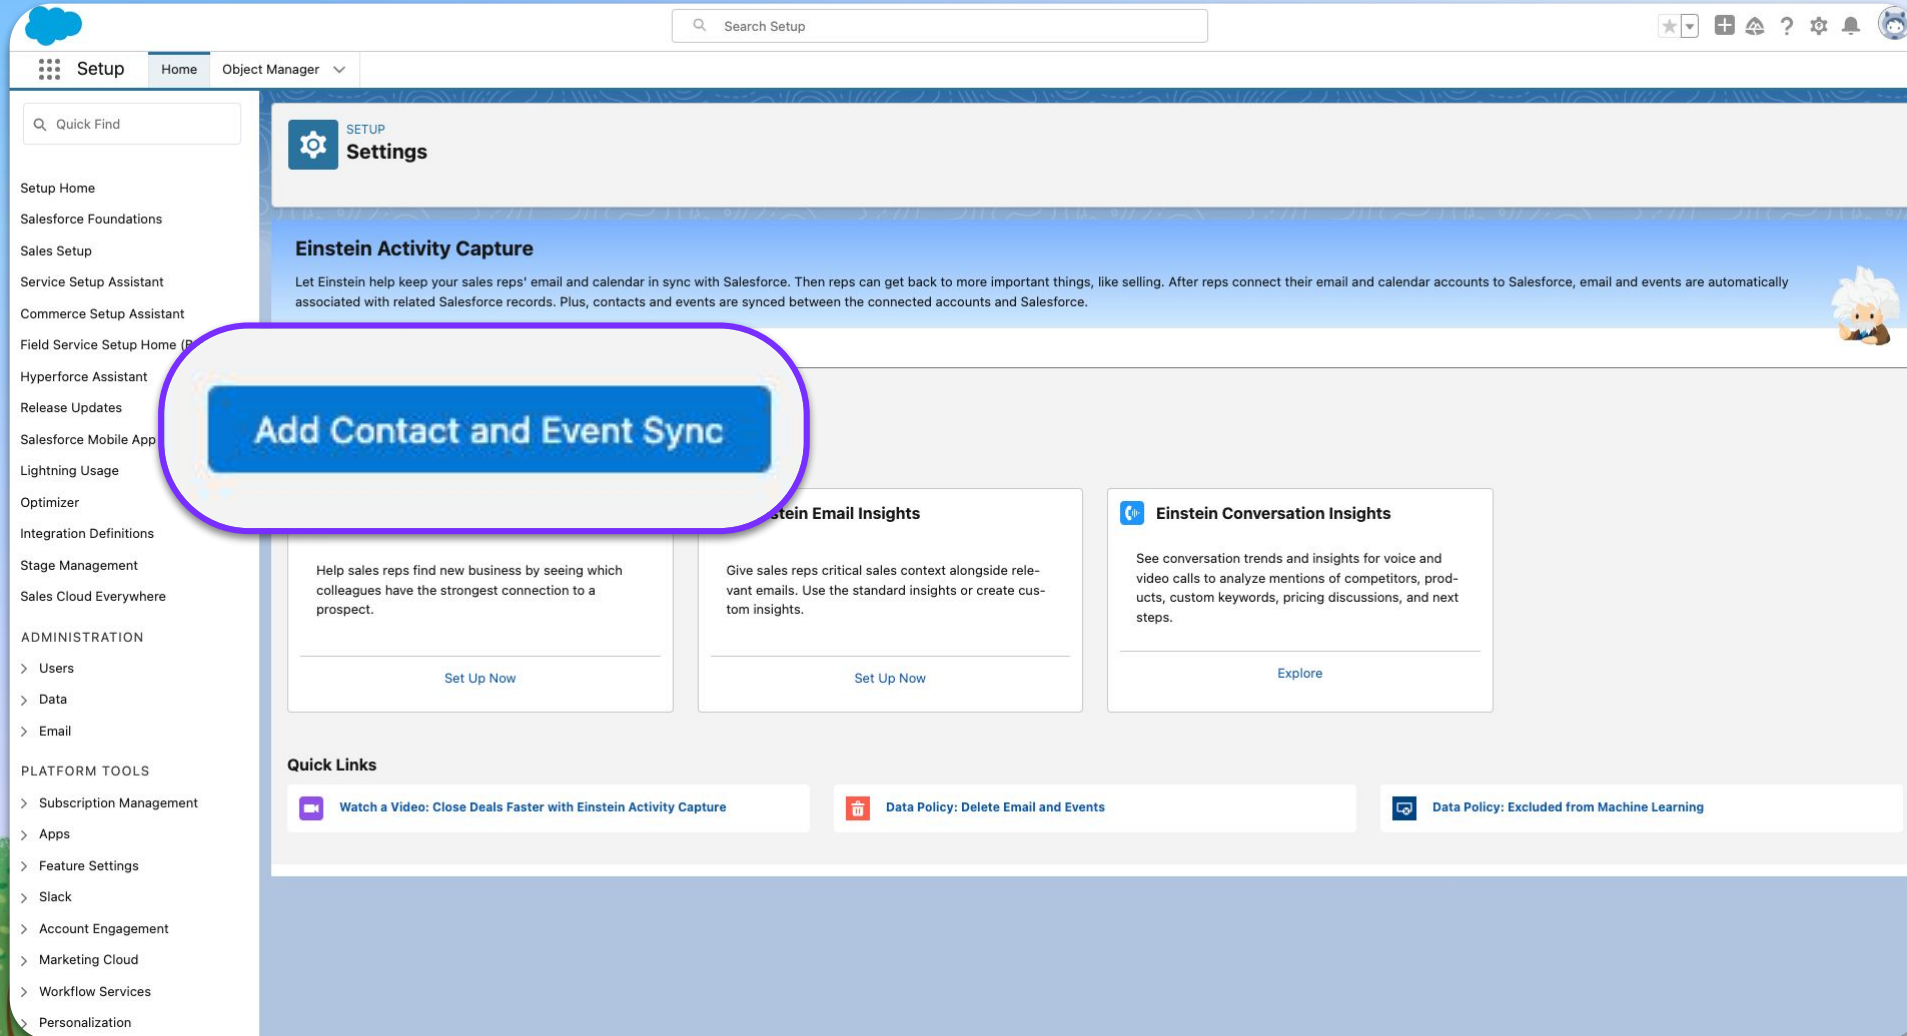 Search Setup
Setup
Home
Object Manager
Quick Find
Setup Home
Salesforce Foundations
Sales Setup
Service Setup Assistant
Commerce Setup Assistant
Field Service Setup Home
Hyperforce Assistant
Release Updates
Salesforce Mobile App
Lightning Usage
Optimizer
Integration Definitions
Stage Management
Sales Cloud Everywhere
ADMINISTRATION
Users
Data
Email
PLATFORM TOOLS
Subscription Management
Apps
Feature Settings
Slack
Account Engagement
Marketing Cloud
Workflow Services
Personalization
SETUP
Settings
Einstein Activity Capture
Let Einstein help keep your sales reps' email and calendar in sync with Salesforce. Then reps can get back to more important things, like selling. After reps connect their email and calendar accounts to Salesforce, email and events are automatically
associated with related Salesforce records. Plus, contacts and events are synced between the connected accounts and Salesforce.
Add Contact and Event Sync
Help sales reps find new business by seeing which
colleagues have the strongest connection to a
prospect.
Set Up Now
Email Insights
Give sales reps critical sales context alongside rele-
vant emails. Use the standard insights or create cus-
tom insights.
Set Up Now
Einstein Conversation Insights
See conversation trends and insights for voice and
video calls to analyze mentions of competitors, prod-
ucts, custom keywords, pricing discussions, and next
steps.
Explore
Quick Links
Watch a Video: Close Deals Faster with Einstein Activity Capture
Data Policy: Delete Email and Events
Data Policy: Excluded from Machine Learning